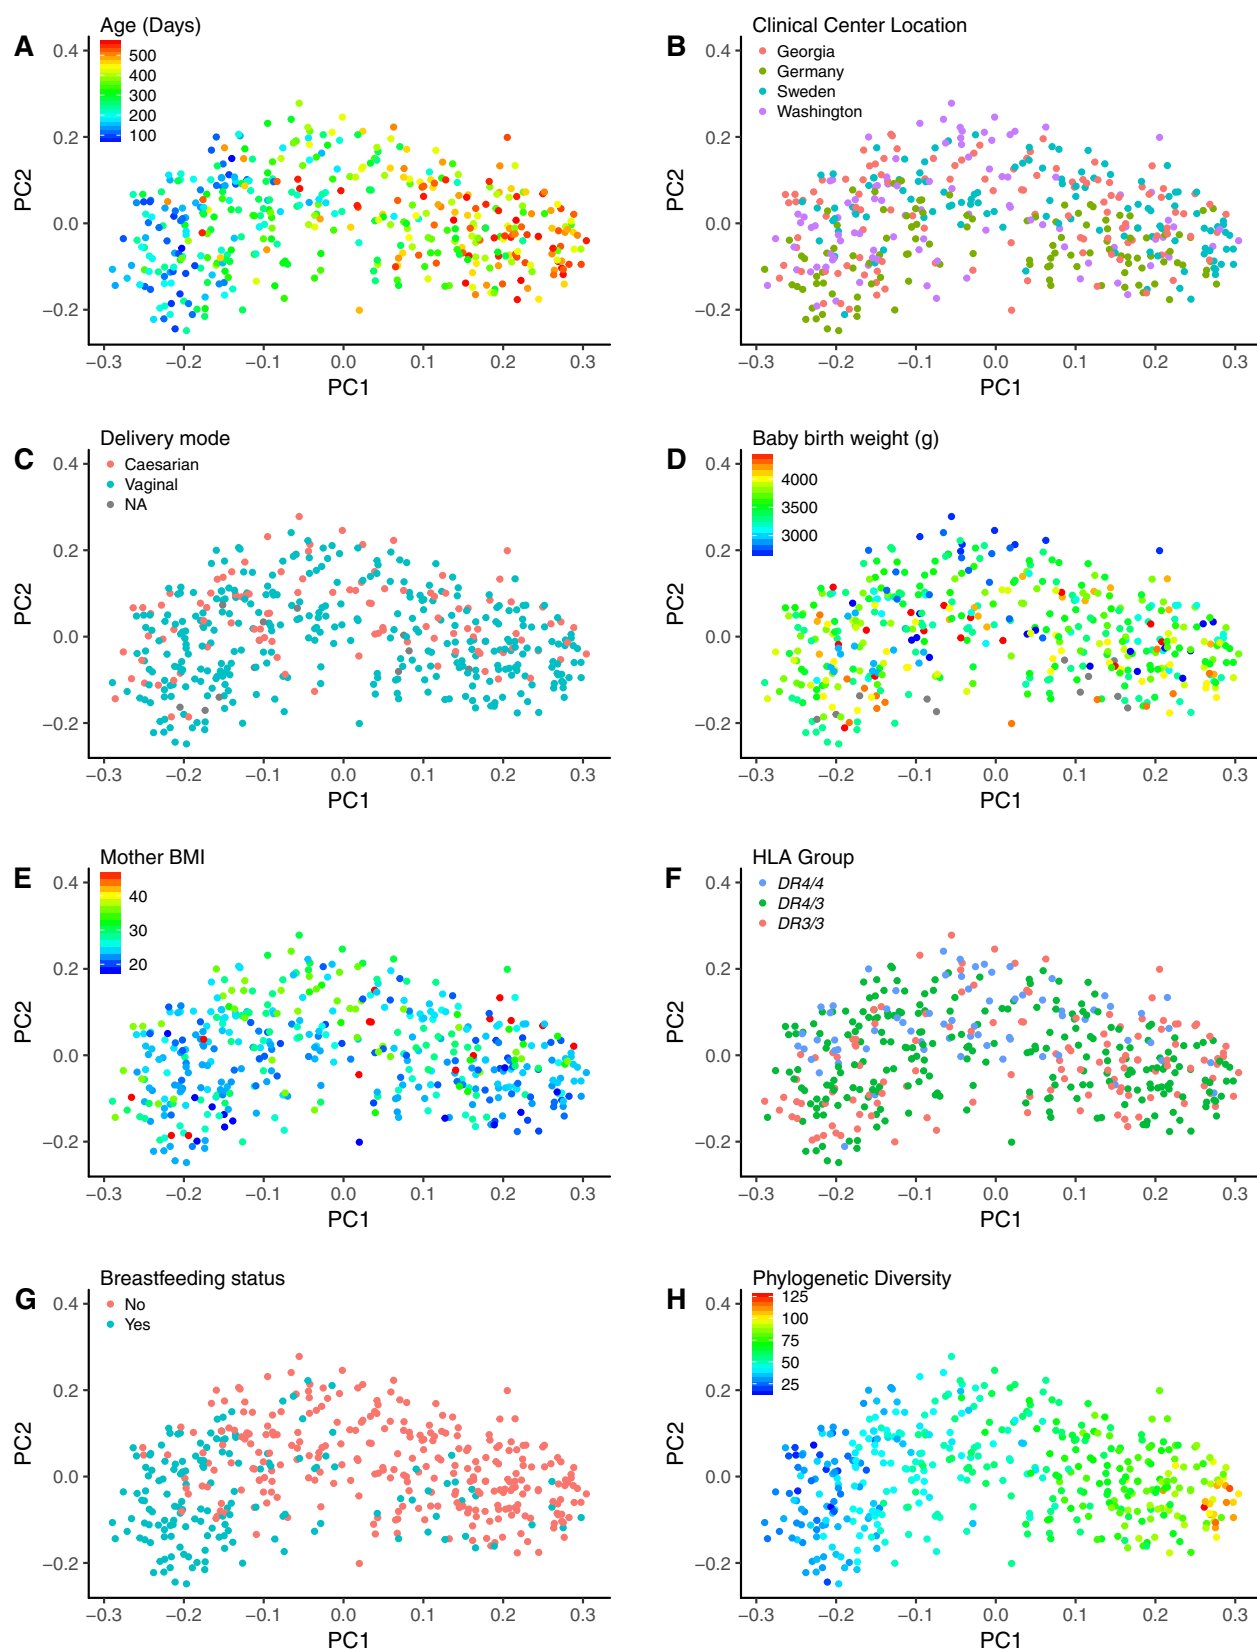 A
Age (Days)
500
400
300
200
100
0.4
0.2
0.0
−0.2
PC2
−0.3 −0.2 −0.1 0.0 0.1 0.2 0.3
PC1
B
Clinical Center Location
Georgia
Germany
Sweden
Washington
0.4
0.2
0.0
−0.2
PC2
−0.3 −0.2 −0.1 0.0 0.1 0.2 0.3
PC1
C
Delivery mode
Caesarian
Vaginal
NA
0.4
0.2
0.0
−0.2
PC2
−0.3 −0.2 −0.1 0.0 0.1 0.2 0.3
PC1
D
Baby birth weight (g)
4000
3500
3000
0.4
0.2
0.0
−0.2
PC2
−0.3 −0.2 −0.1 0.0 0.1 0.2 0.3
PC1
E
Mother BMI
40
30
20
0.4
0.2
0.0
−0.2
PC2
−0.3 −0.2 −0.1 0.0 0.1 0.2 0.3
PC1
F
HLA Group
DR4/4
DR4/3
DR3/3
0.4
0.2
0.0
−0.2
PC2
−0.3 −0.2 −0.1 0.0 0.1 0.2 0.3
PC1
G
Breastfeeding status
No
Yes
0.4
0.2
0.0
−0.2
PC2
−0.3 −0.2 −0.1 0.0 0.1 0.2 0.3
PC1
H
Phylogenetic Diversity
125
100
75
50
25
0.4
0.2
0.0
−0.2
PC2
−0.3 −0.2 −0.1 0.0 0.1 0.2 0.3
PC1